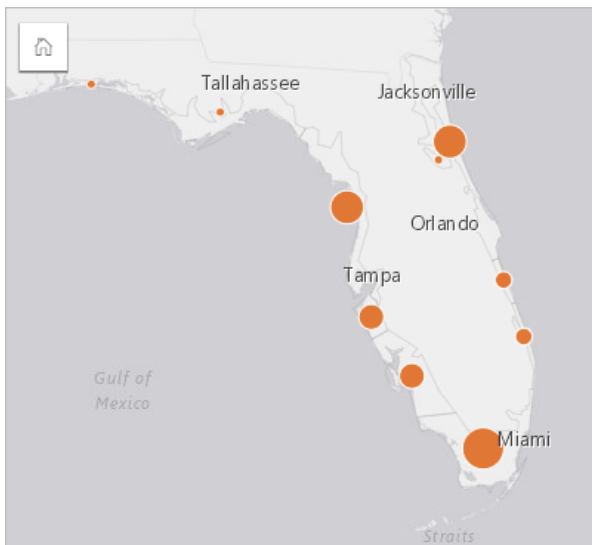 Tallahassee
Jacksonville
Orlando
Tampa
Gulf of
Mexico
Miami
Straits